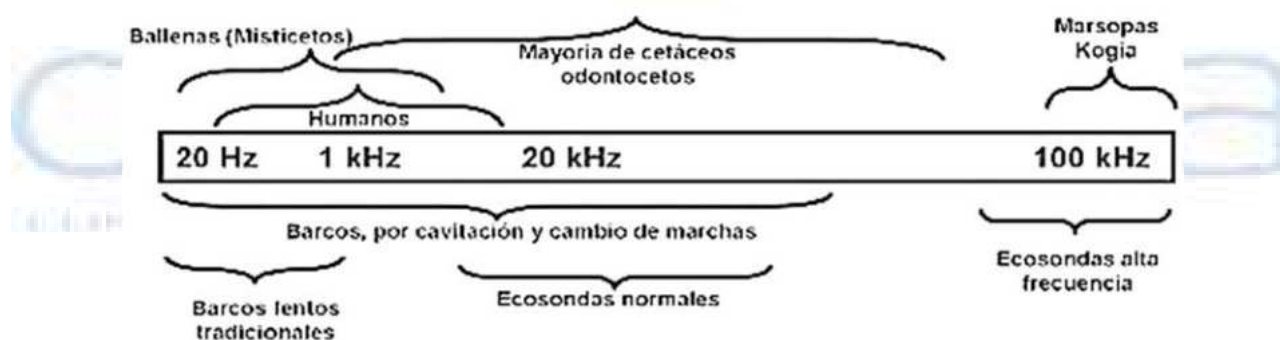 Ballenas (Misticetos)
Mayoria de cetáceos
odontocetos
Marsopas
Kogia
Humanos
20 Hz 1 kHz 20 kHz 100 kHz
Barcos, por cavitación y cambio de marchas
Barcos lentos
tradicionales
Ecosondas normales
Ecosondas alta
frecuencia